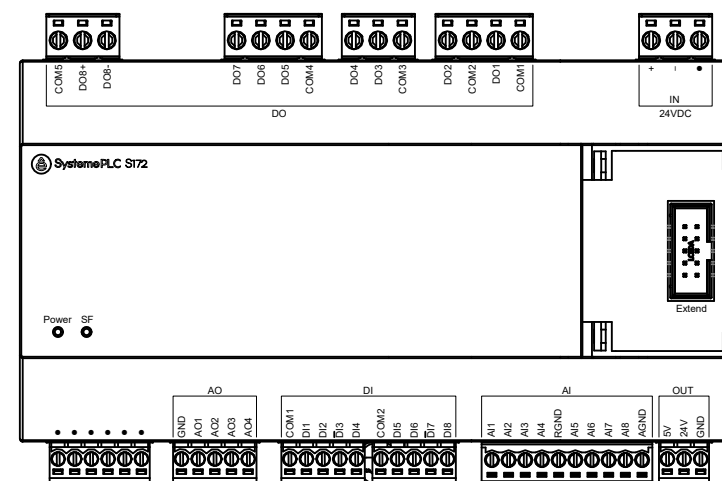 COM5 DO8+ DO8- DO7 DO6 DO5 COM4 DO4 DO3 COM3 DO2 COM2 DO1 COM1 + -
DO
IN
24VDC
SystemePLC S172
Extend
Power SF
AO DI AI OUT
GND AO1 AO2 AO3 AO4 COM1 DI1 DI2 DI3 DI4 COM2 DI5 DI6 DI7 DI8 AI1 AI2 AI3 AI4 RGND AI5 AI6 AI7 AI8 AGND 5V 24V GND